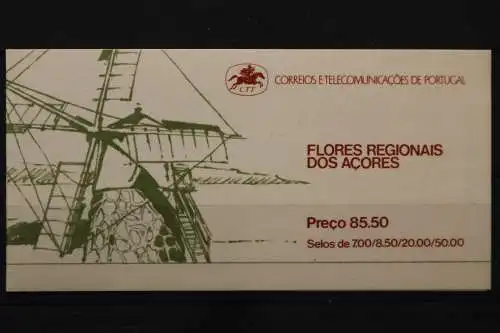 CTT
CORREIOS E TELECOMUNICAÇÕES DE PORTUGAL
FLORES REGIONAIS
DOS AÇORES
Preço 85.50
Selos de 7.00/8.50/20.00/50.00